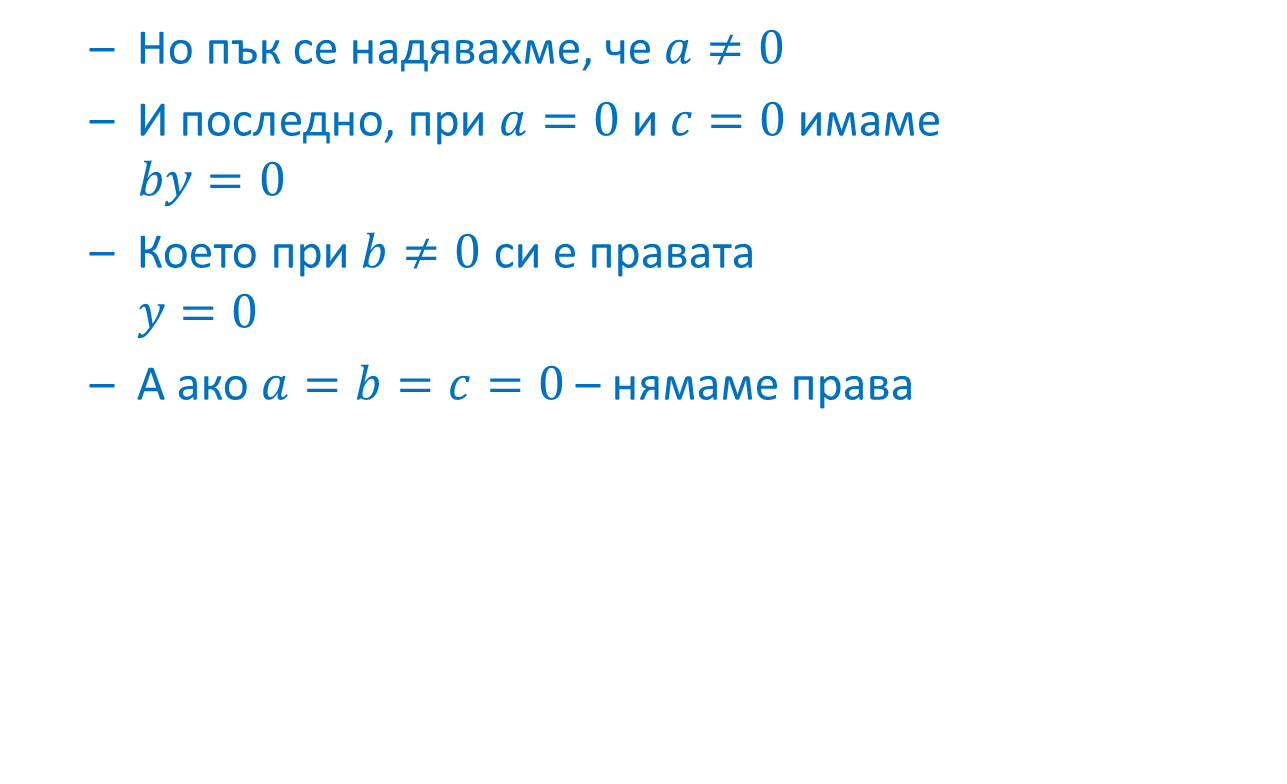 – Но пък се надявахме, че 𝑎 ≠ 0
– И последно, при 𝑎 = 0 и 𝑐 = 0 имаме
𝑏𝑦 = 0
– Което при 𝑏 ≠ 0 си е правата
𝑦 = 0
– А ако 𝑎 = 𝑏 = 𝑐 = 0 – нямаме права